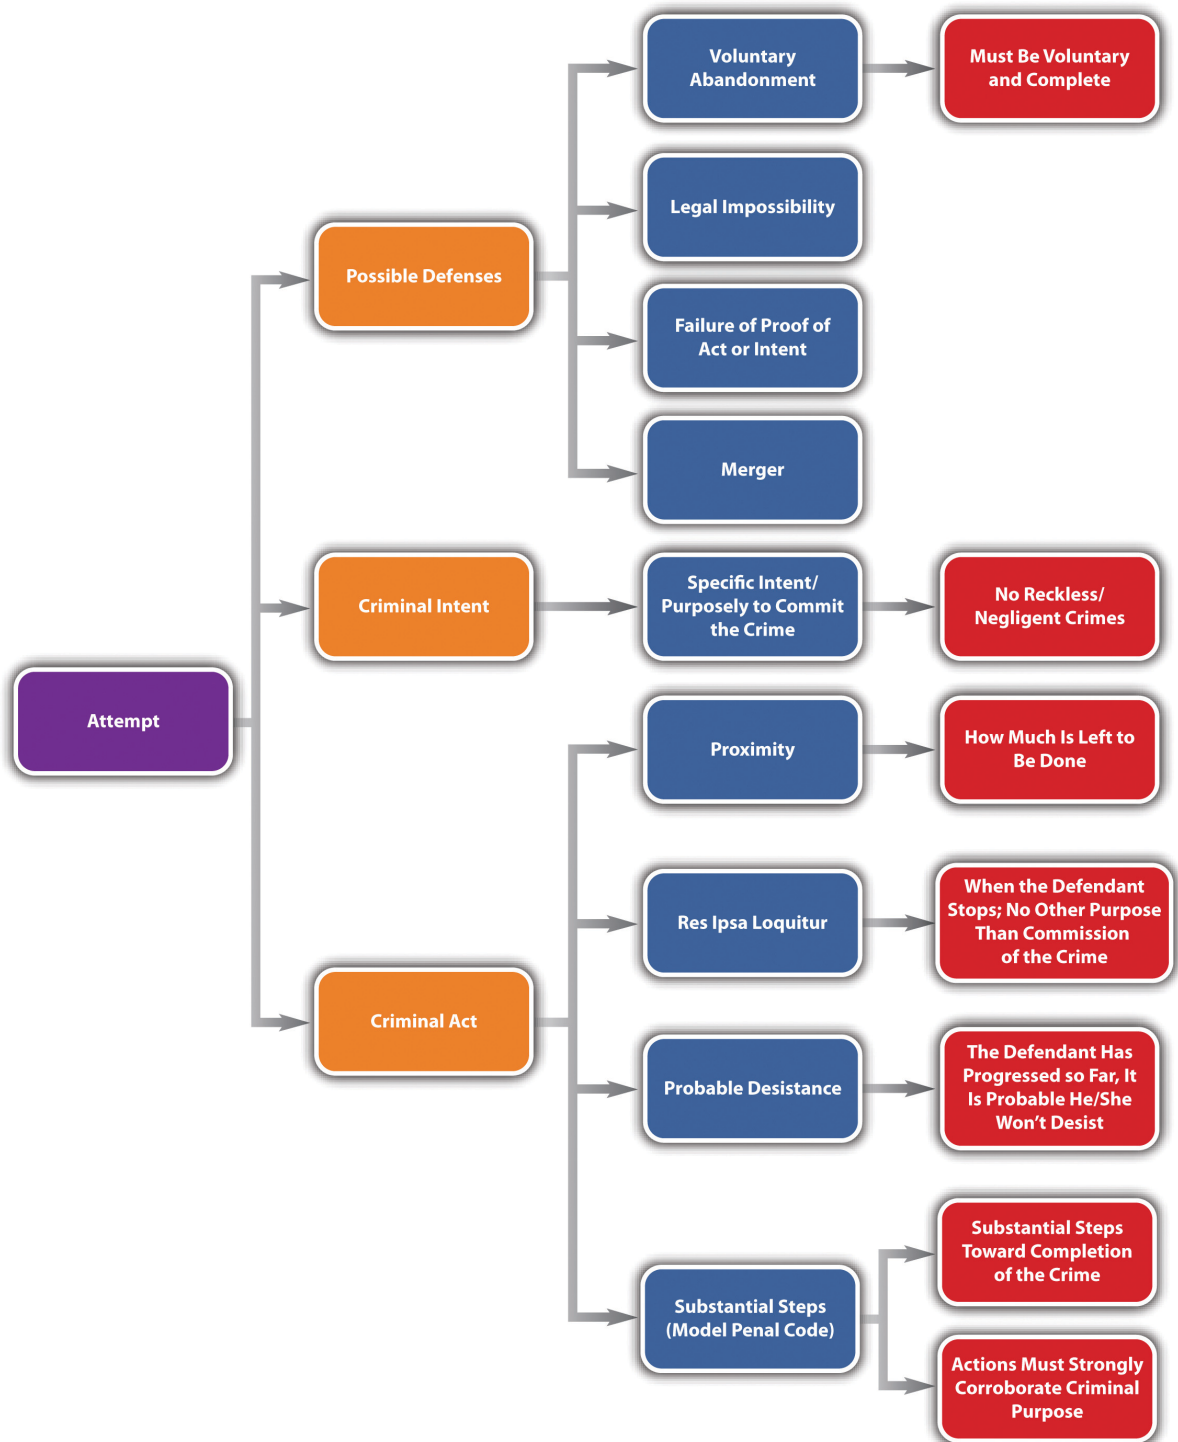 Voluntary
Abandonment
Must Be Voluntary
and Complete
Legal Impossibility
Possible Defenses
Failure of Proof of
Act or Intent
Merger
Criminal Intent
Specific Intent/
Purposely to Commit
the Crime
No Reckless/
Negligent Crimes
Attempt
Proximity
How Much Is Left to
Be Done
Res Ipsa Loquitur
When the Defendant
Stops; No Other Purpose
Than Commission
of the Crime
Criminal Act
Probable Desistance
The Defendant Has
Progressed so Far, It
Is Probable He/She
Won't Desist
Substantial Steps
(Model Penal Code)
Substantial Steps
Toward Completion
of the Crime
Actions Must Strongly
Corroborate Criminal
Purpose